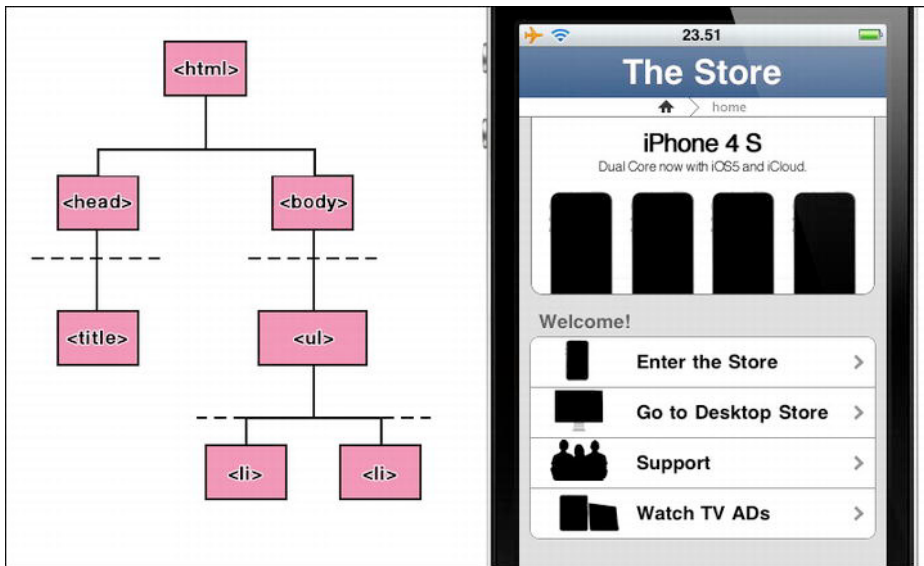 <html>
<head>
<body>
<title>
<ul>
<li>
<li>
23.51
The Store
home
iPhone 4 S
Dual Core now with iOS5 and iCloud.
Welcome!
Enter the Store
Go to Desktop Store
Support
Watch TV ADs